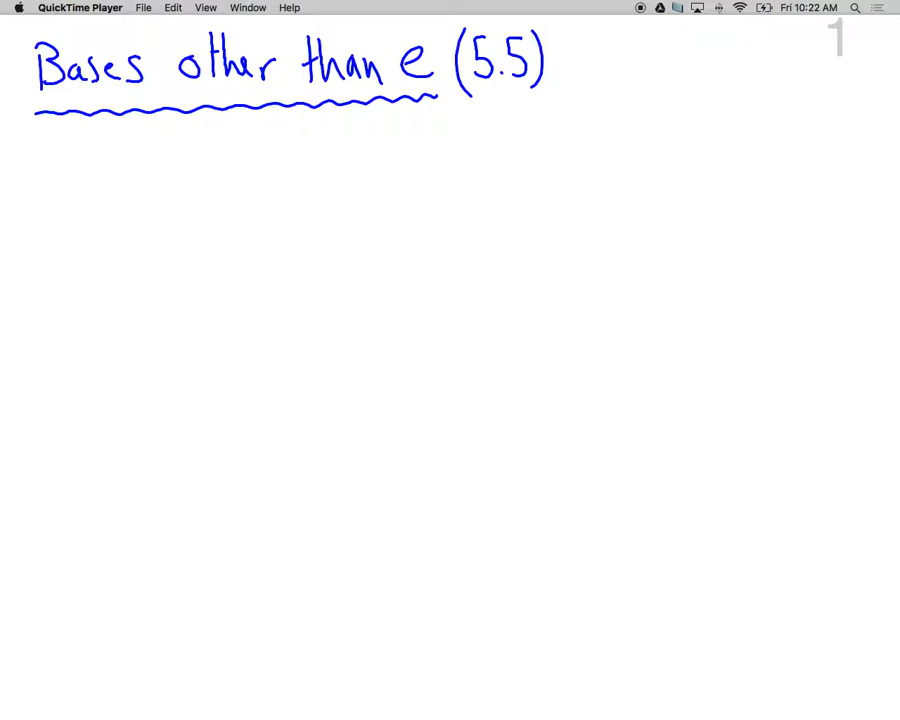 QuickTime Player File Edit View Window Help Fri 10:22 AM
1
Bases other than e (5.5)